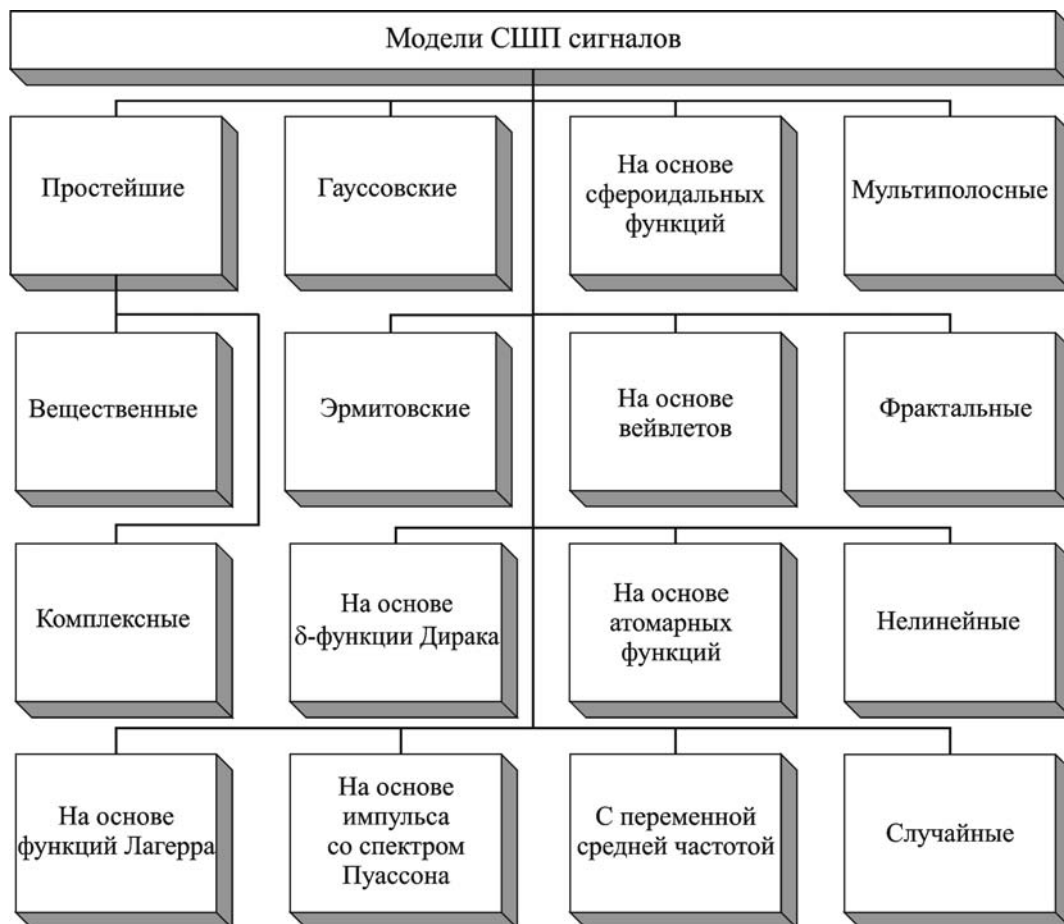 Модели СШП сигналов
Простейшие
Гауссовские
На основе
сфероидальных
функций
Мультиполосные
Вещественные
Эрмитовские
На основе
вейвлетов
Фрактальные
Комплексные
На основе
δ-функции Дирака
На основе
атомарных
функций
Нелинейные
На основе
функций Лагерра
На основе
импульса
со спектром
Пуассона
С переменной
средней частотой
Случайные